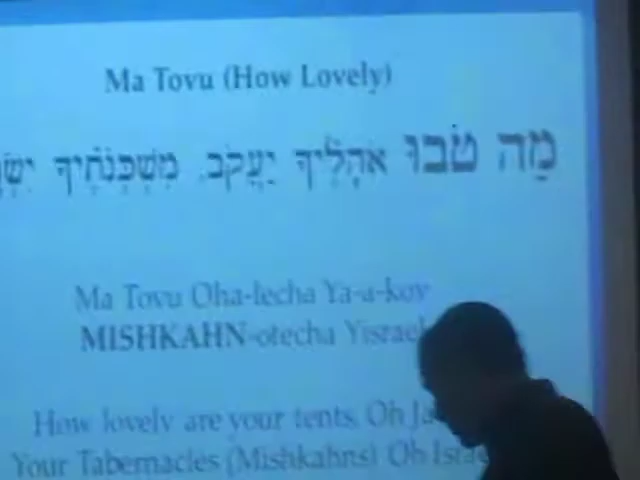 Ma Tovu (How Lovely)
מַה טֹּבוּ אֹהָלֶיךָ יַעֲקֹב. מִשְׁכְּנֹתֶיךָ
Ma Tovu Oha-lecha Ya-a-kov
MISHKAHN-otecha Yisrael
How lovely are your tents, Oh
Your Tabernacles (Mishkahns) Oh